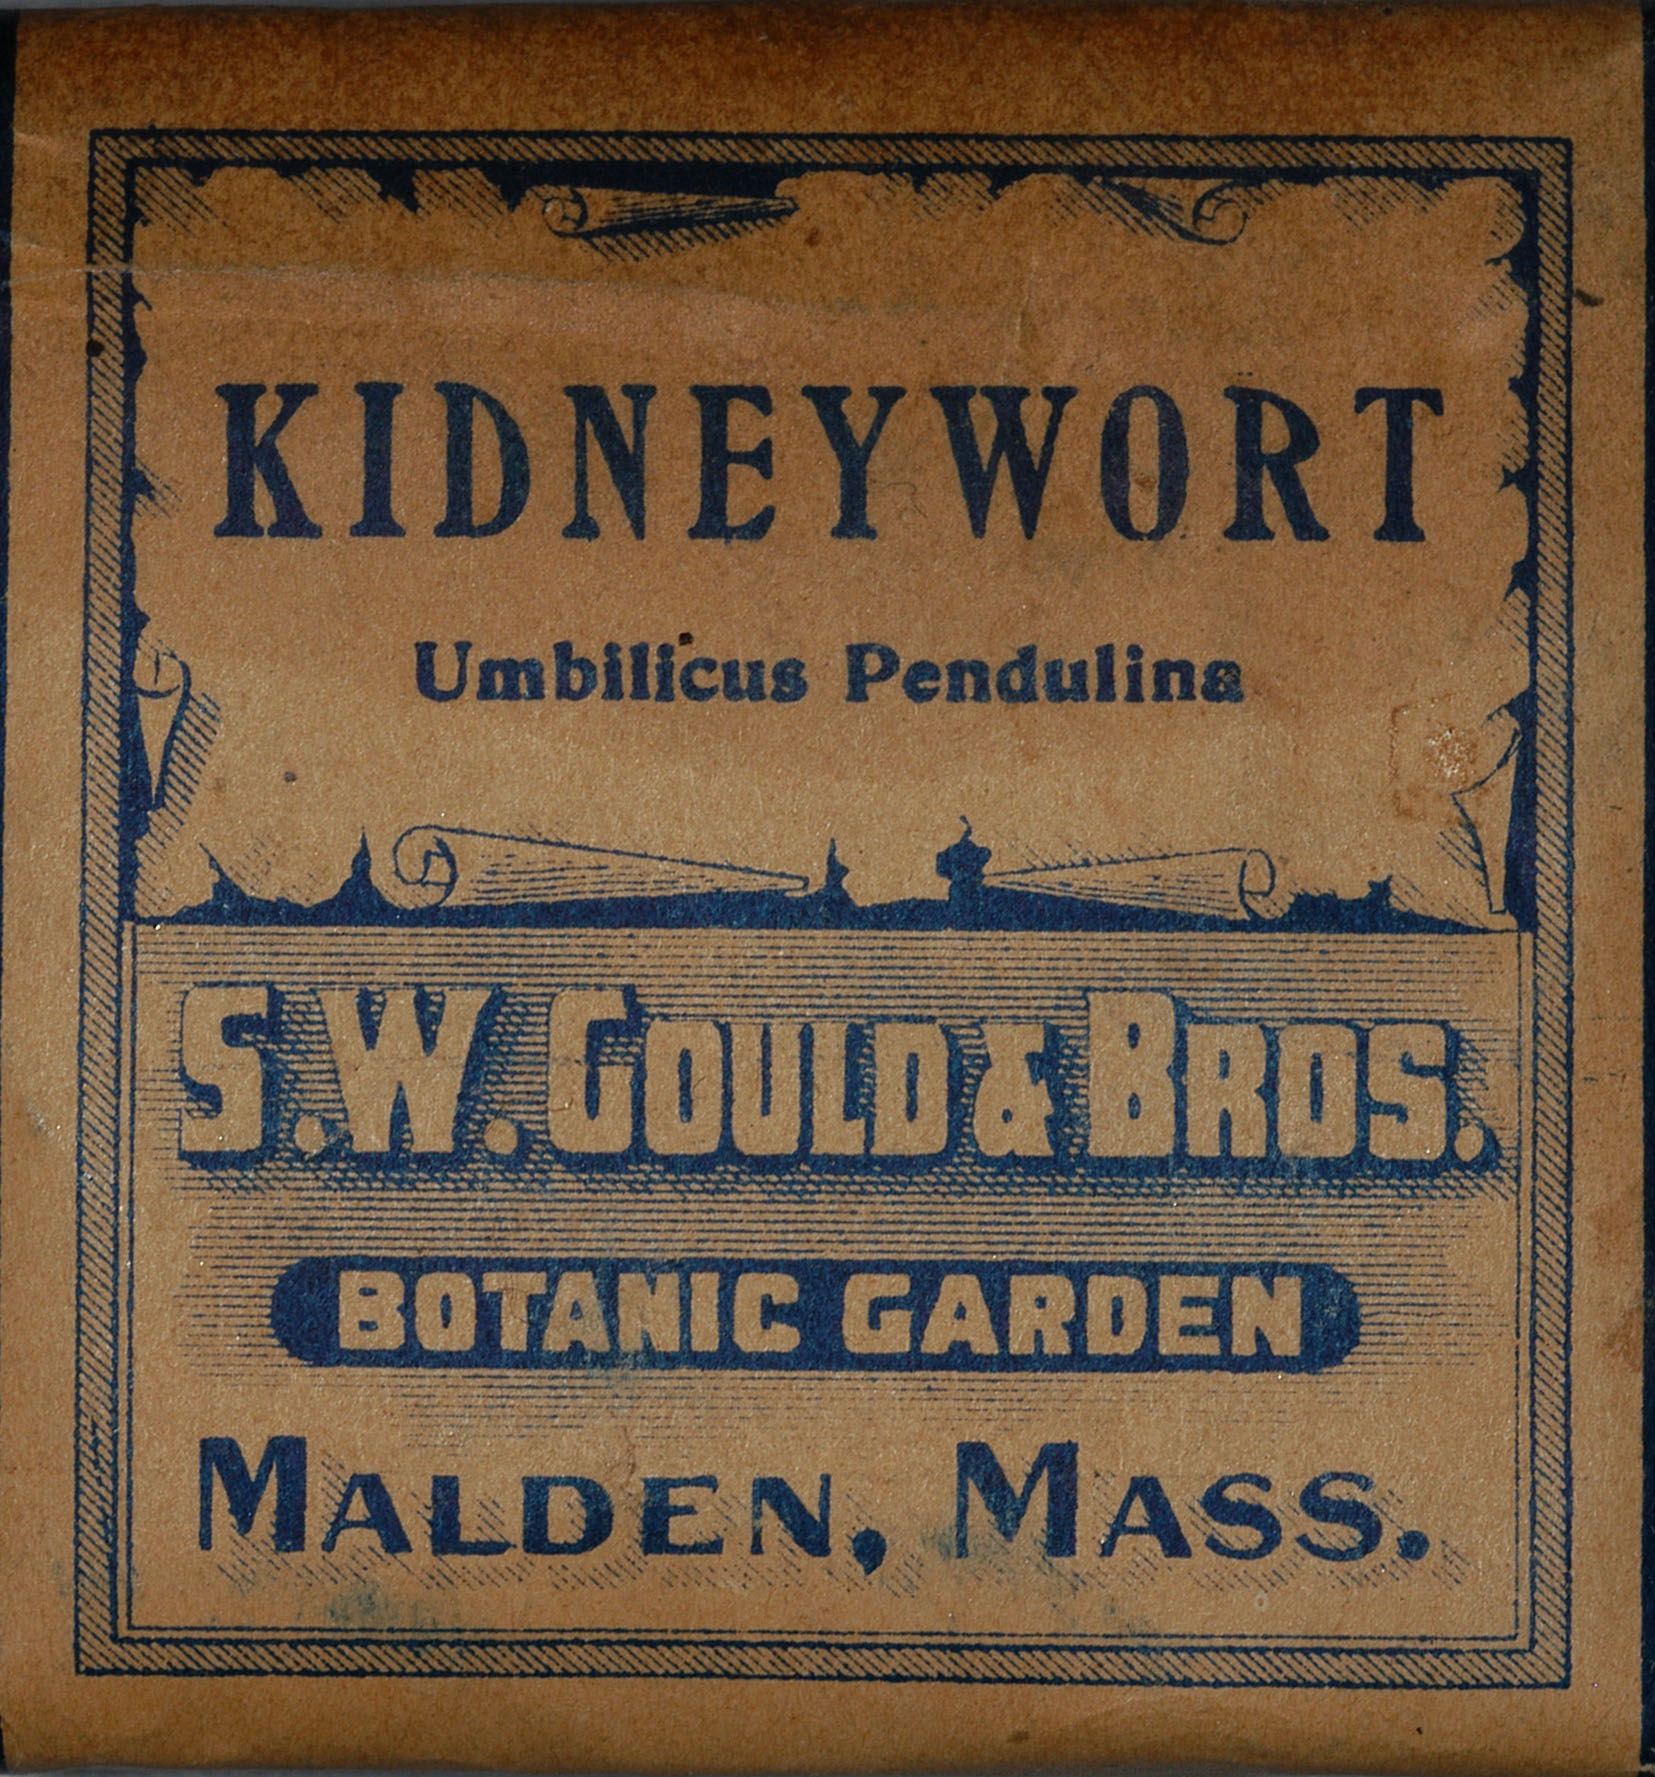 KIDNEYWORT
Umbilicus Pendulina
S.W. GOULD & BROS.
BOTANIC GARDEN
MALDEN, MASS.